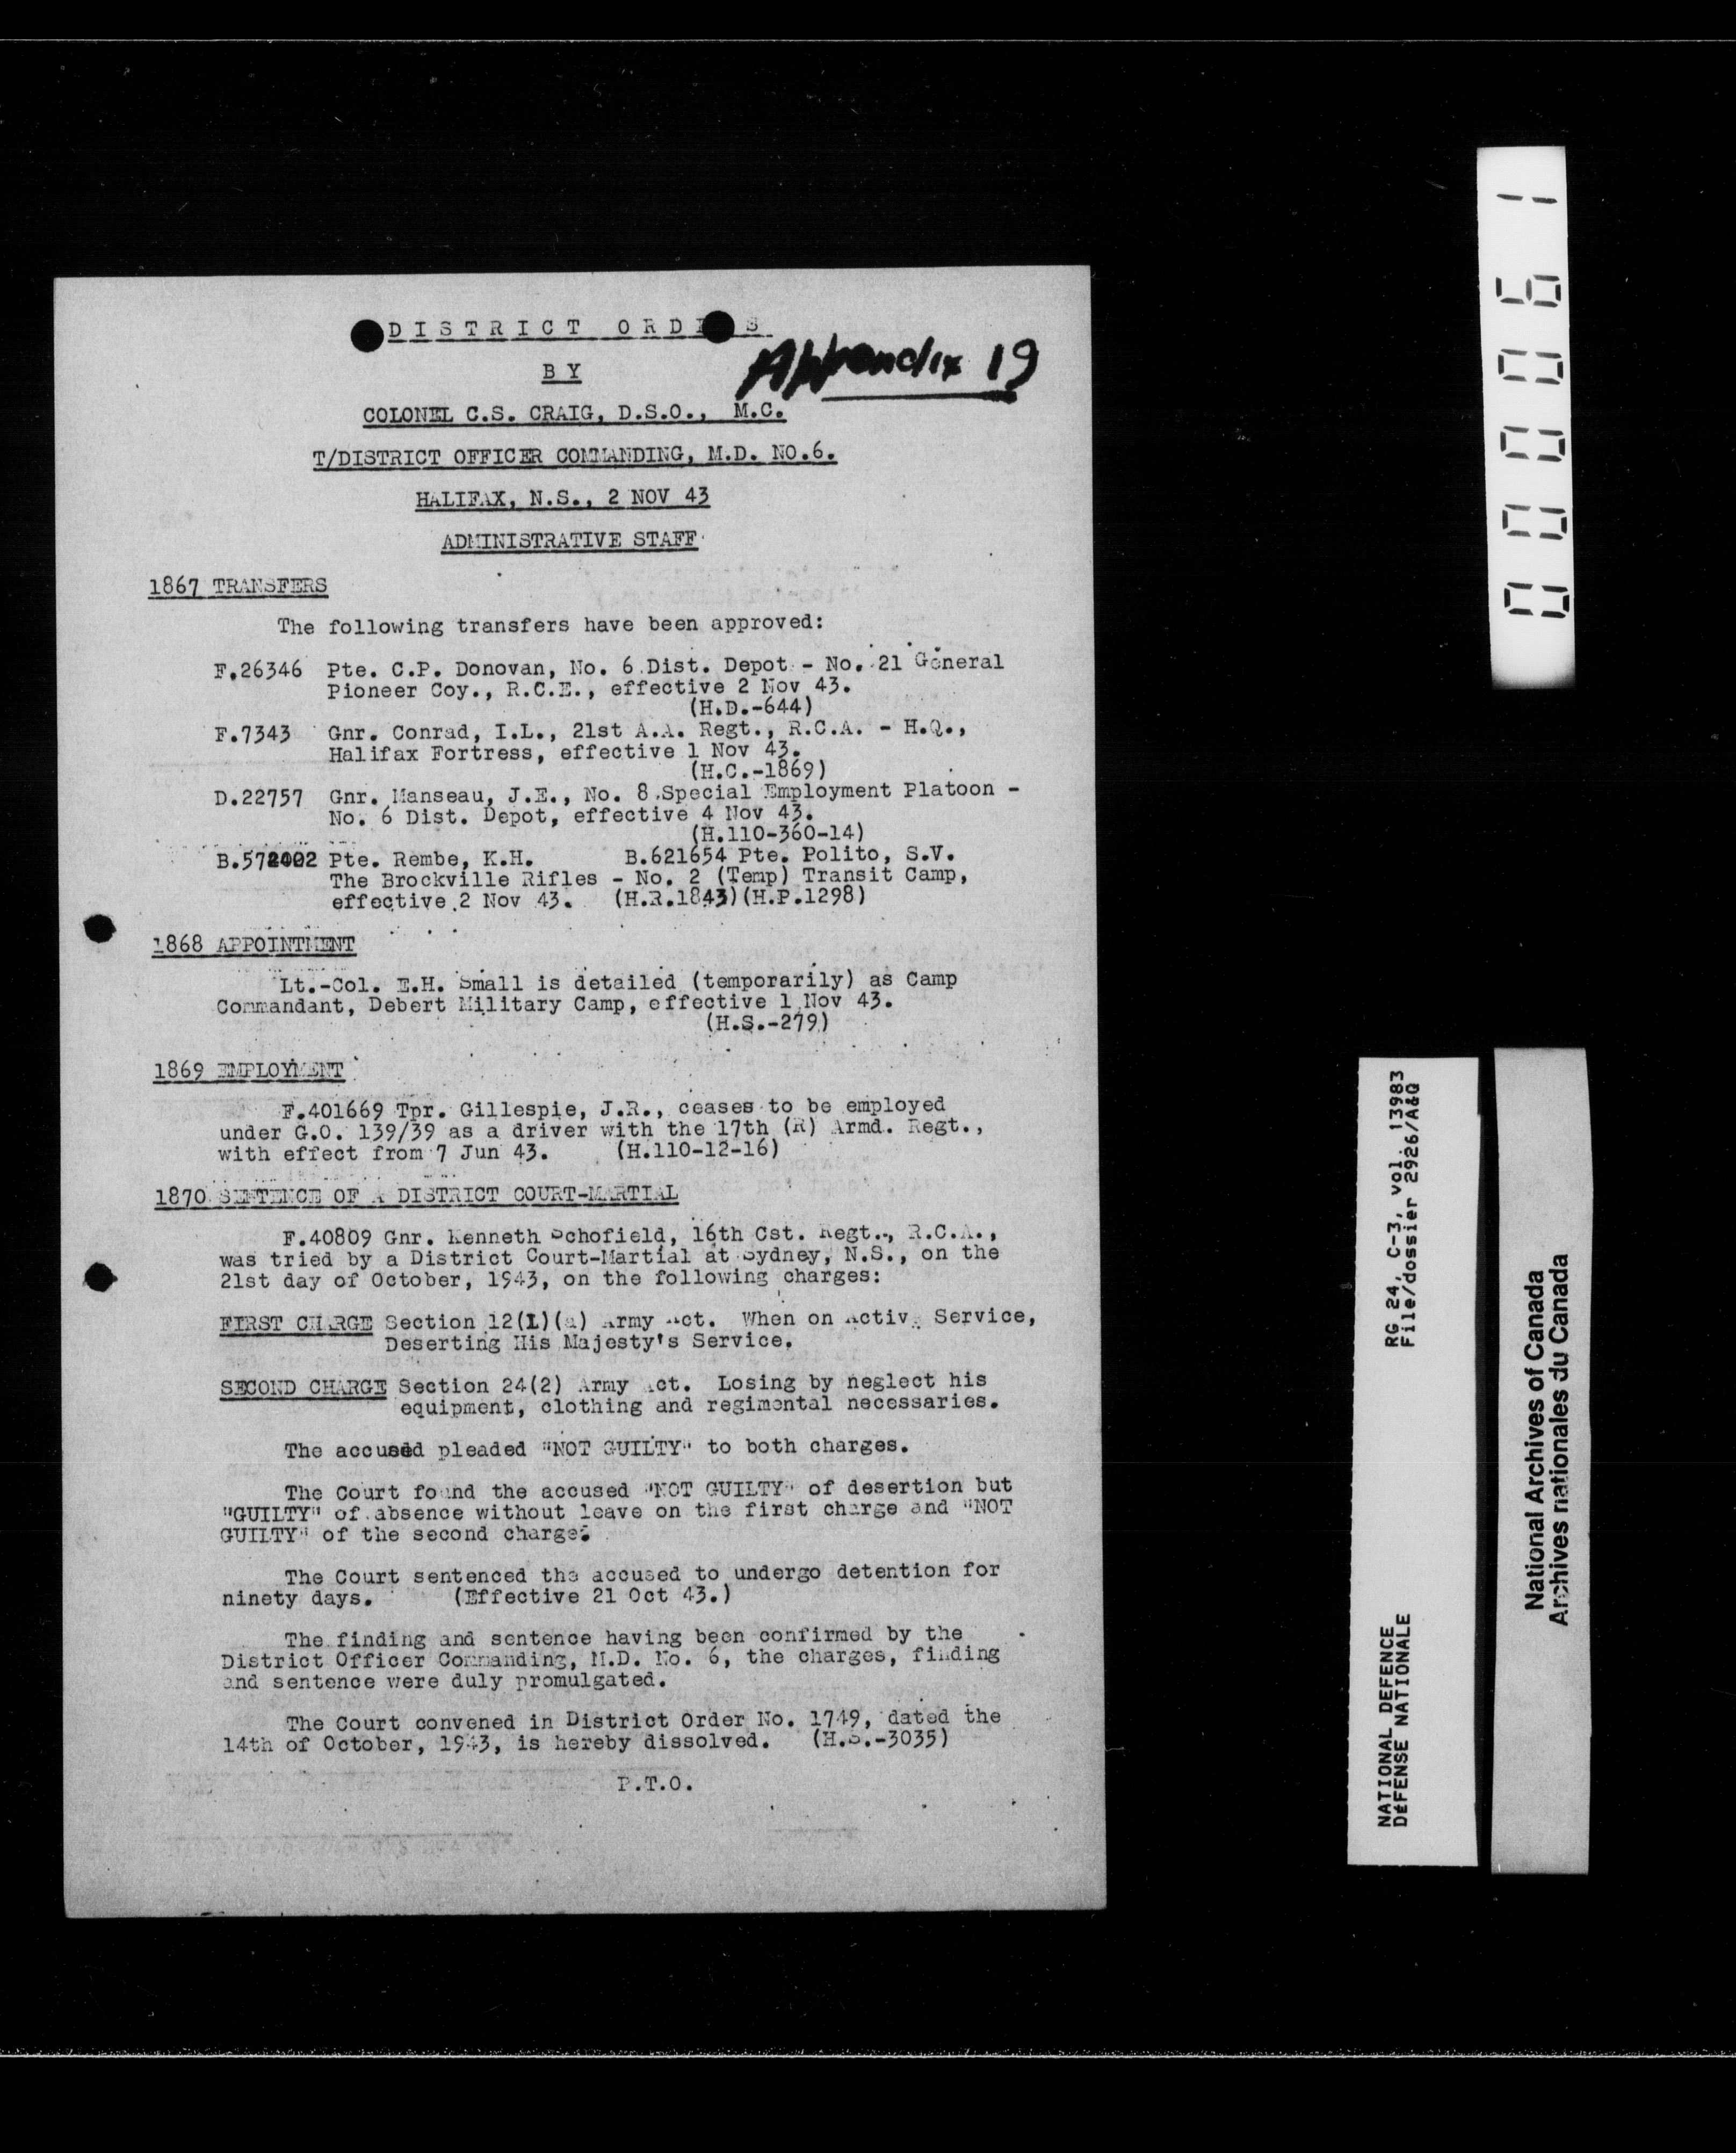 DISTRICT ORD S
Appendix 19
BY
COLONEL C.S. CRAIG, D.S.O., M.C.
T/DISTRICT OFFICER COMMANDING, M.D. NO.6.
HALIFAX, N.S., 2 NOV 43
ADMINISTRATIVE STAFF
1867 TRANSFERS
The following transfers have been approved:
F.26346 Pte. C.P. Donovan, No. 6 Dist. Depot - No. 21 General
Pioneer Coy., R.C.E., effective 2 Nov 43.
(H.D.-644)
F.7343 Gnr. Conrad, I.L., 21st A.A. Regt., R.C.A. - H.Q.,
Halifax Fortress, effective 1 Nov 43.
(H.C.-1869)
D.22757 Gnr. Manseau, J.E., No. 8 Special Employment Platoon -
No. 6 Dist. Depot, effective 4 Nov 43.
(H.110-360-14)
Pte. Rembe, K.H. B.621654 Pte. Polito, S.V.
The Brockville Rifles - No. 2 (Temp) Transit Camp,
effective 2 Nov 43. (H.R.1843)(H.P.1298)
1868 APPOINTMENT
Lt.-Col. E.H. Small is detailed (temporarily) as Camp
Commandant, Debert Military Camp, effective 1 Nov 43.
(H.S.-279)
1869 EMPLOYMENT
F.401669 Tpr. Gillespie, J.R., ceases to be employed
under G.O. 139/39 as a driver with the 17th (R) Armd. Regt.,
with effect from 7 Jun 43. (H.110-12-16)
1870 SENTENCE OF A DISTRICT COURT-MARTIAL
F.40809 Gnr. Kenneth Schofield, 16th Cst. Regt., R.C.A.,
was tried by a District Court-Martial at Sydney, N.S., on the
21st day of October, 1943, on the following charges:
FIRST CHARGE Section 12(1)(a) Army Act. When on Active Service,
Deserting His Majesty's Service.
SECOND CHARGE Section 24(2) Army Act. Losing by neglect his
equipment, clothing and regimental necessaries.
The accused pleaded "NOT GUILTY" to both charges.
The Court found the accused "NOT GUILTY" of desertion but
"GUILTY" of absence without leave on the first charge and "NOT
GUILTY" of the second charge.
The Court sentenced the accused to undergo detention for
ninety days. (Effective 21 Oct 43.)
The finding and sentence having been confirmed by the
District Officer Commanding, M.D. No. 6, the charges, finding
and sentence were duly promulgated.
The Court convened in District Order No. 1749, dated the
14th of October, 1943, is hereby dissolved. (H.S.-3035)
P.T.O.
000061
NATIONAL DEFENCE RG 24, C-3, vol. 13983
DéFENSE NATIONALE File/dossier 2926/A&Q
National Archives of Canada
Archives nationales du Canada